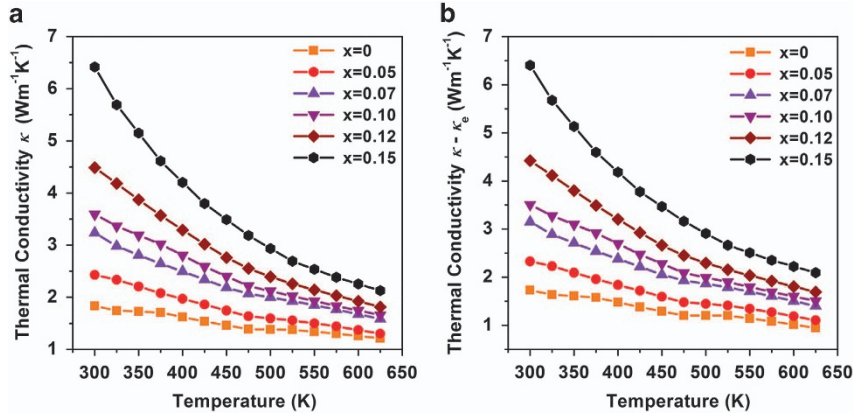 a
Thermal Conductivity κ (Wm⁻¹K⁻¹)
7
6
5
4
3
2
1
x=0
x=0.05
x=0.07
x=0.10
x=0.12
x=0.15
300 350 400 450 500 550 600 650
Temperature (K)
b
Thermal Conductivity κ - κₑ (Wm⁻¹K⁻¹)
7
6
5
4
3
2
1
x=0
x=0.05
x=0.07
x=0.10
x=0.12
x=0.15
300 350 400 450 500 550 600 650
Temperature (K)